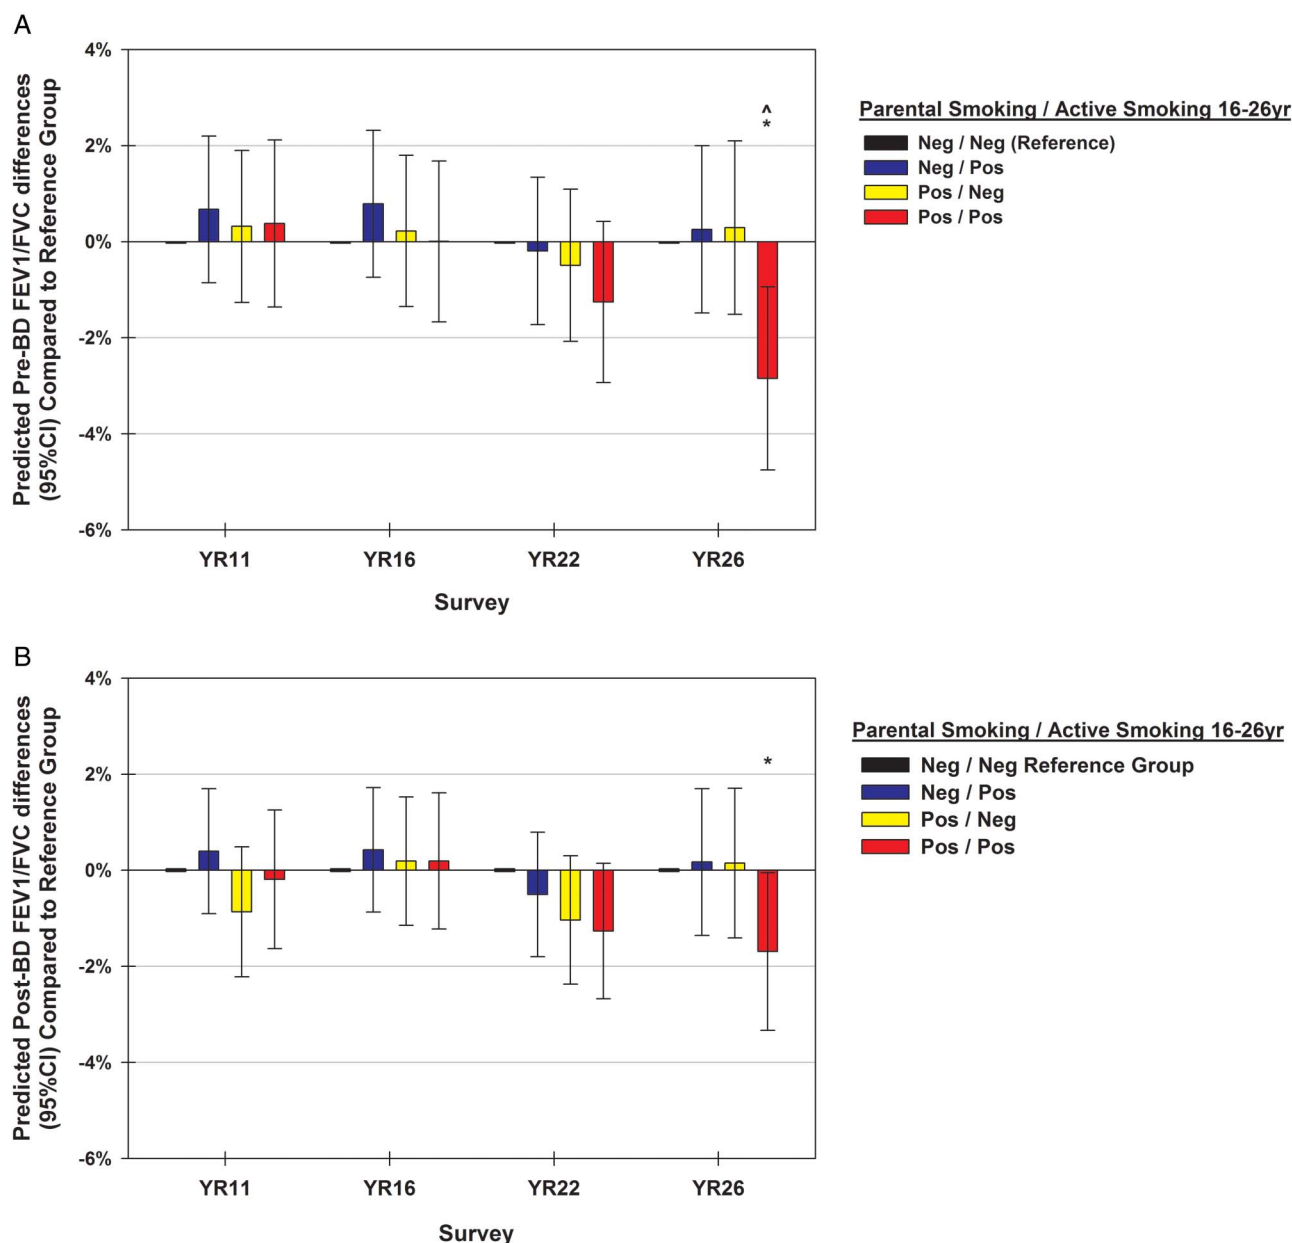 A
Predicted Pre-BD FEV1/FVC differences
(95%CI) Compared to Reference Group
4%
2%
0%
-2%
-4%
-6%
^
*
YR11
YR16
YR22
YR26
Survey
Parental Smoking / Active Smoking 16-26yr
Neg / Neg (Reference)
Neg / Pos
Pos / Neg
Pos / Pos
B
Predicted Post-BD FEV1/FVC differences
(95%CI) Compared to Reference Group
4%
2%
0%
-2%
-4%
-6%
*
YR11
YR16
YR22
YR26
Survey
Parental Smoking / Active Smoking 16-26yr
Neg / Neg Reference Group
Neg / Pos
Pos / Neg
Pos / Pos